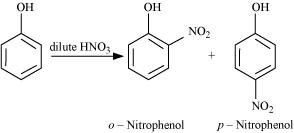 OH
OH
OH
NO₂
dilute HNO₃
+
NO₂
o – Nitrophenol
p – Nitrophenol